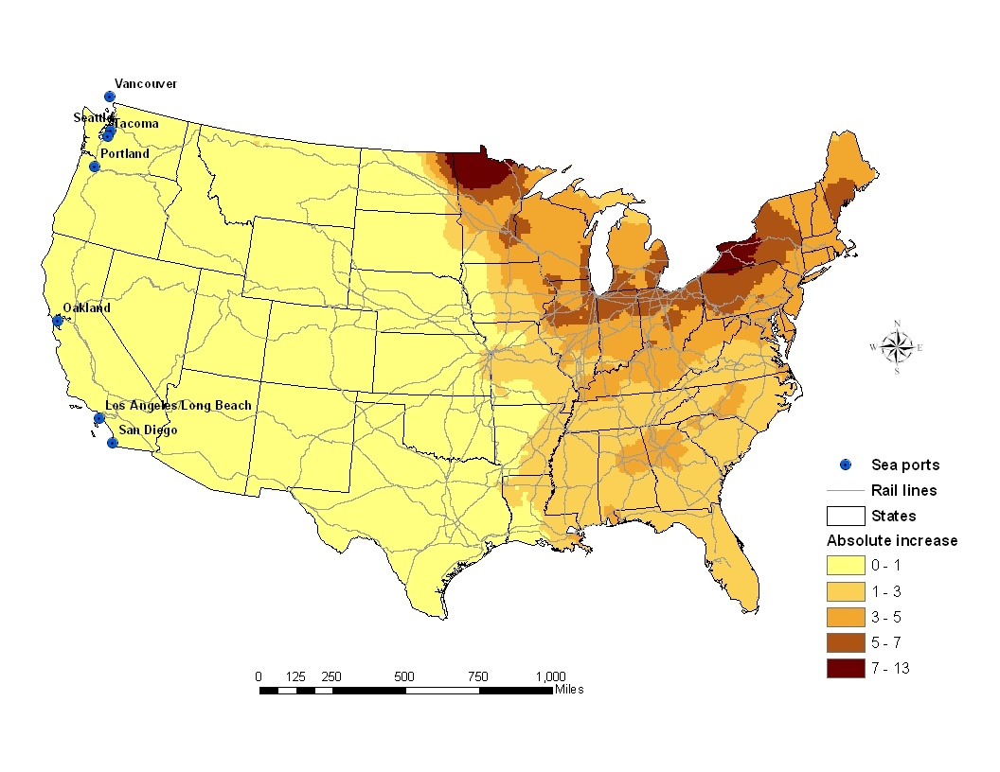 Vancouver
Seattle
Tacoma
Portland
Oakland
Los Angeles/Long Beach
San Diego
N
W E
S
Sea ports
Rail lines
States
Absolute increase
0 - 1
1 - 3
3 - 5
5 - 7
7 - 13
0 125 250 500 750 1,000
Miles